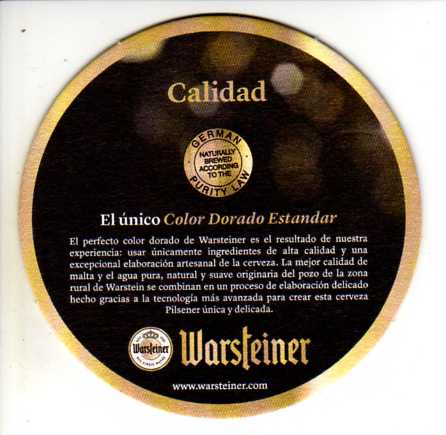 Calidad
GERMAN
NATURALLY
BREWED
ACCORDING
TO THE
PURITY LAW
El único Color Dorado Estandar
El perfecto color dorado de Warsteiner es el resultado de nuestra
experiencia: usar únicamente ingredientes de alta calidad y una
excepcional elaboración artesanal de la cerveza. La mejor calidad de
malta y el agua pura, natural y suave originaria del pozo de la zona
rural de Warstein se combinan en un proceso de elaboración delicado
hecho gracias a la tecnología más avanzada para crear esta cerveza
Pilsener única y delicada.
Warsteiner
Warsteiner
www.warsteiner.com